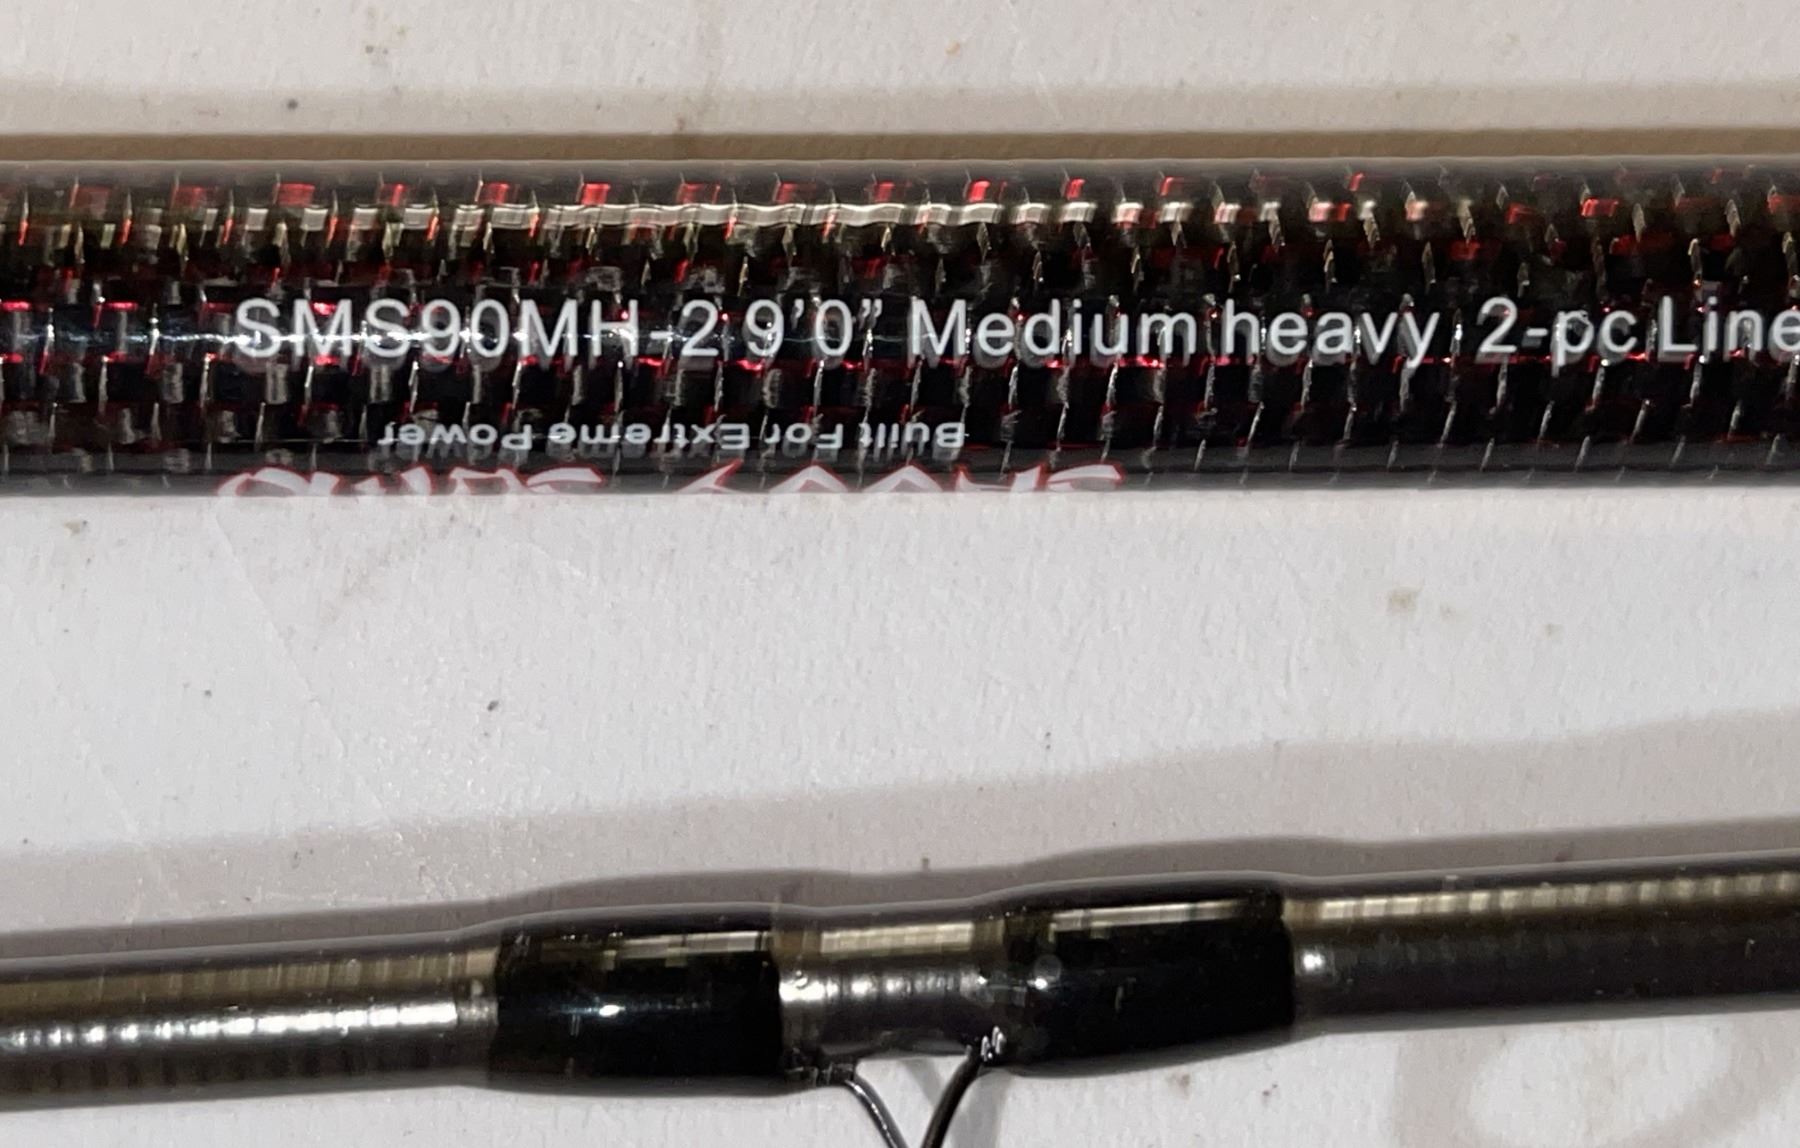 SMS90MH-2 9’0” Medium heavy 2-pc Line
Built For Extreme Power